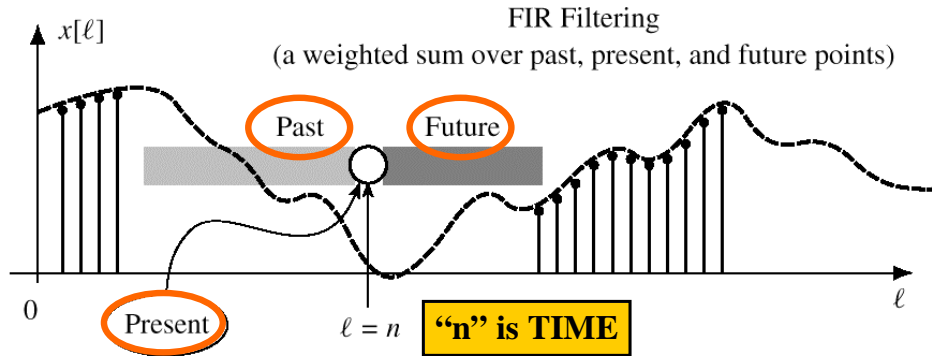 FIR Filtering
x[ℓ]
(a weighted sum over past, present, and future points)
Past
Future
0
Present
ℓ = n
“n” is TIME
ℓ